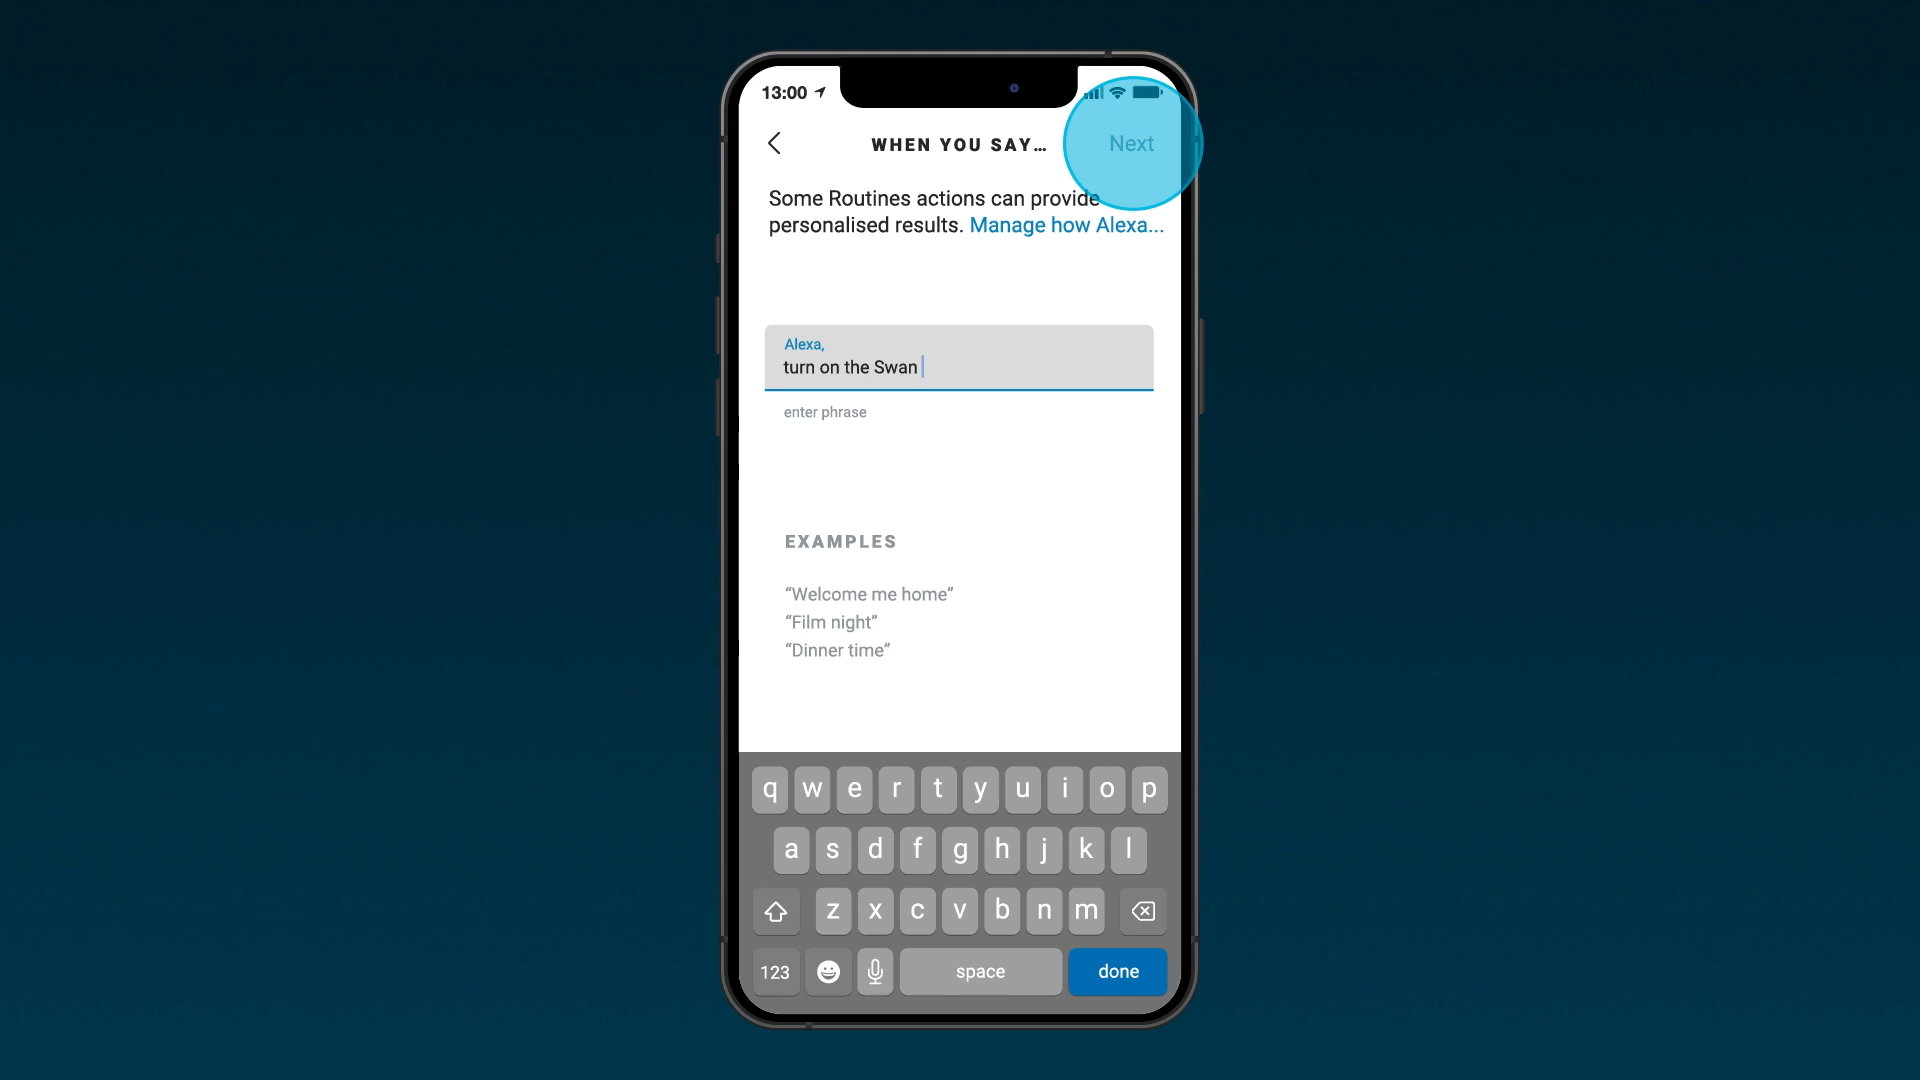 13:00
WHEN YOU SAY…
Next
Some Routines actions can provide
personalised results. Manage how Alexa...
Alexa,
turn on the Swan
enter phrase
EXAMPLES
“Welcome me home”
“Film night”
“Dinner time”
q w e r t y u i o p
a s d f g h j k l
z x c v b n m
123 space done